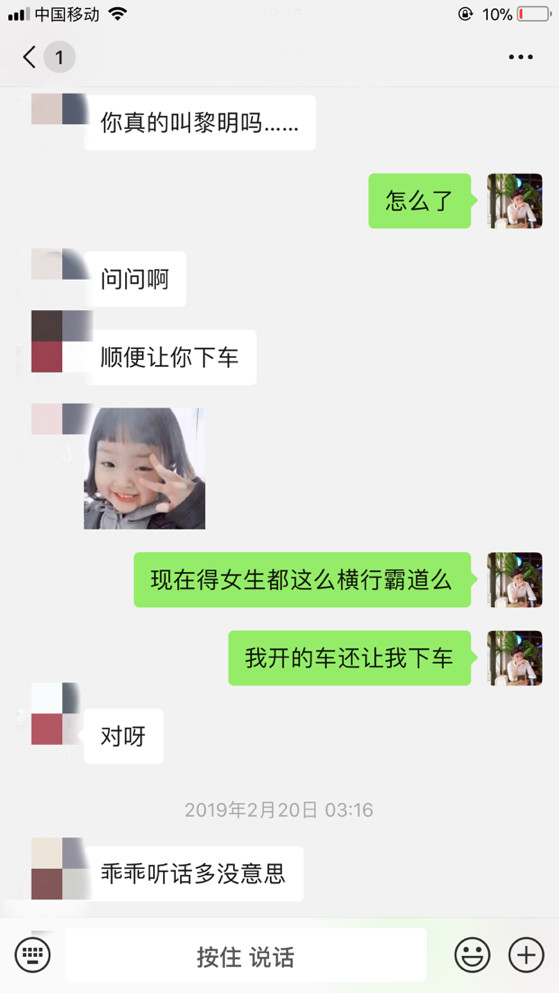 中国移动 10%
1
你真的叫黎明吗……
怎么了
问问啊
顺便让你下车
现在得女生都这么横行霸道么
我开的车还让我下车
对呀
2019年2月20日 03:16
乖乖听话多没意思
按住 说话